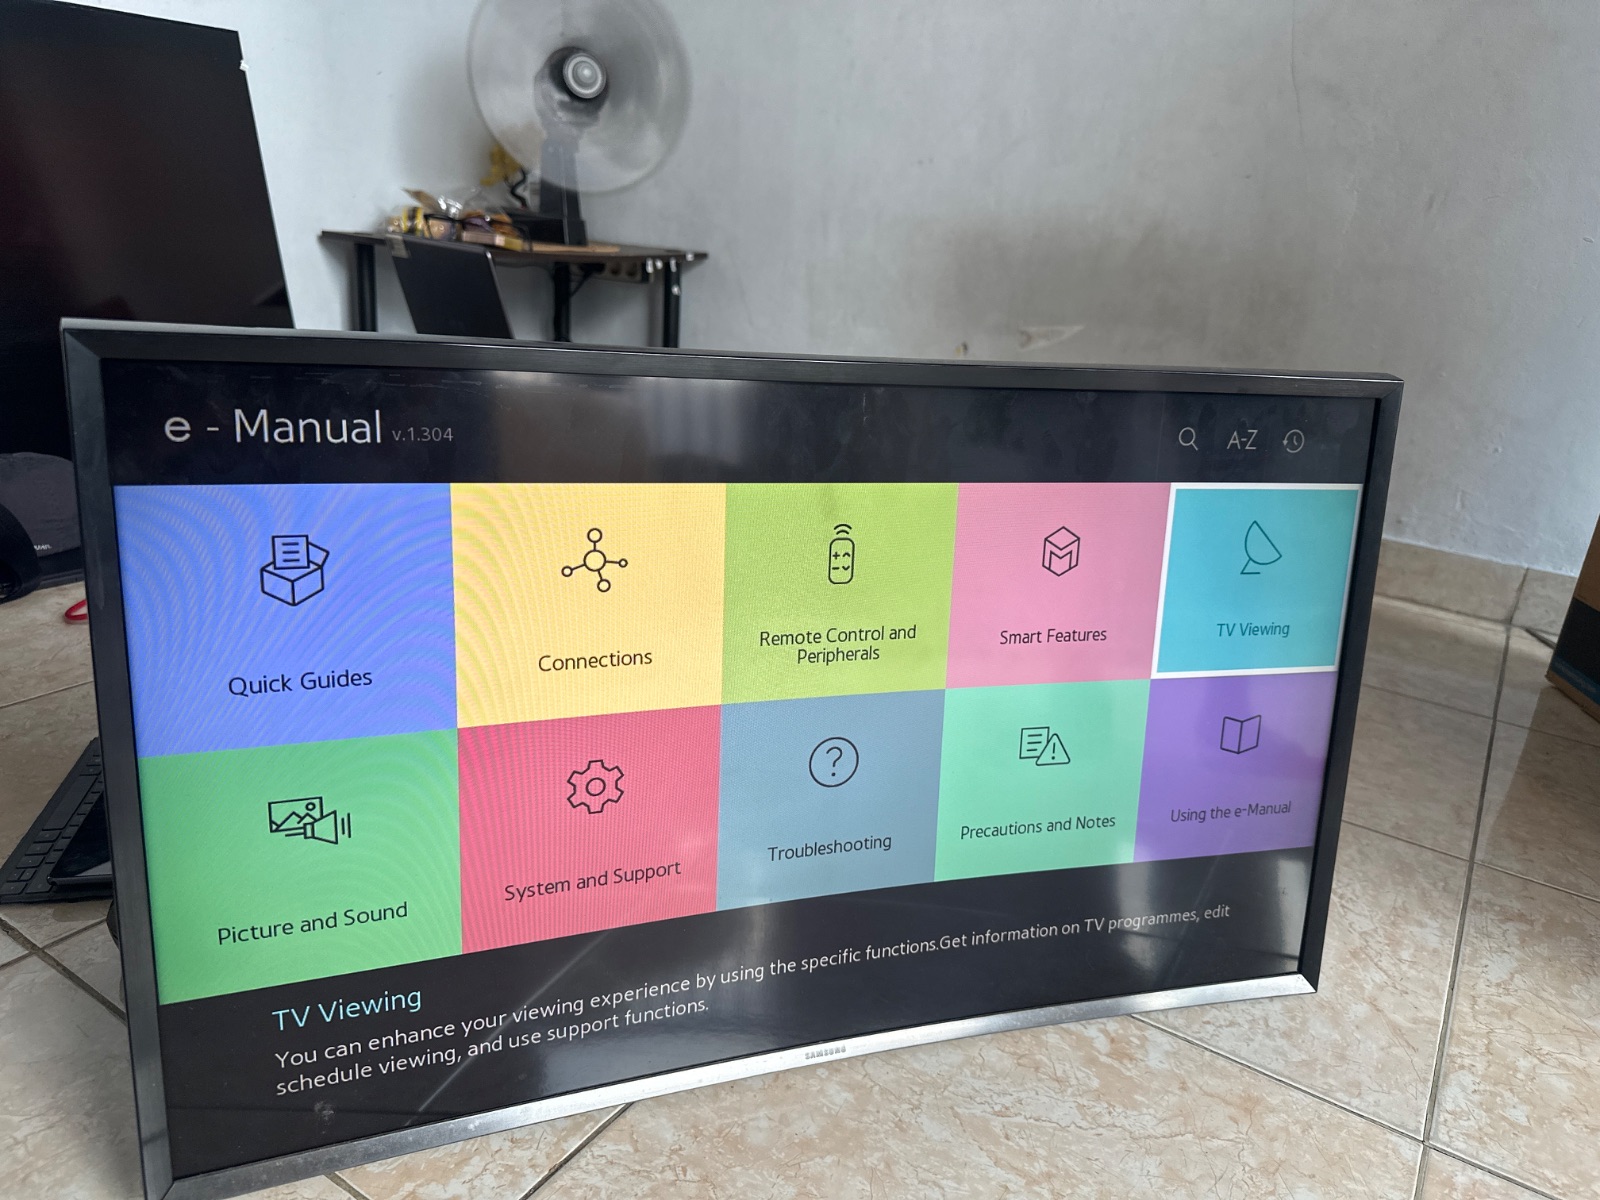 e - Manual v.1.304
A-Z
Quick Guides
Connections
Remote Control and
Peripherals
Smart Features
TV Viewing
Picture and Sound
System and Support
Troubleshooting
Precautions and Notes
Using the e-Manual
TV Viewing
You can enhance your viewing experience by using the specific functions.Get information on TV programmes, edit
schedule viewing, and use support functions.
SAMSUNG